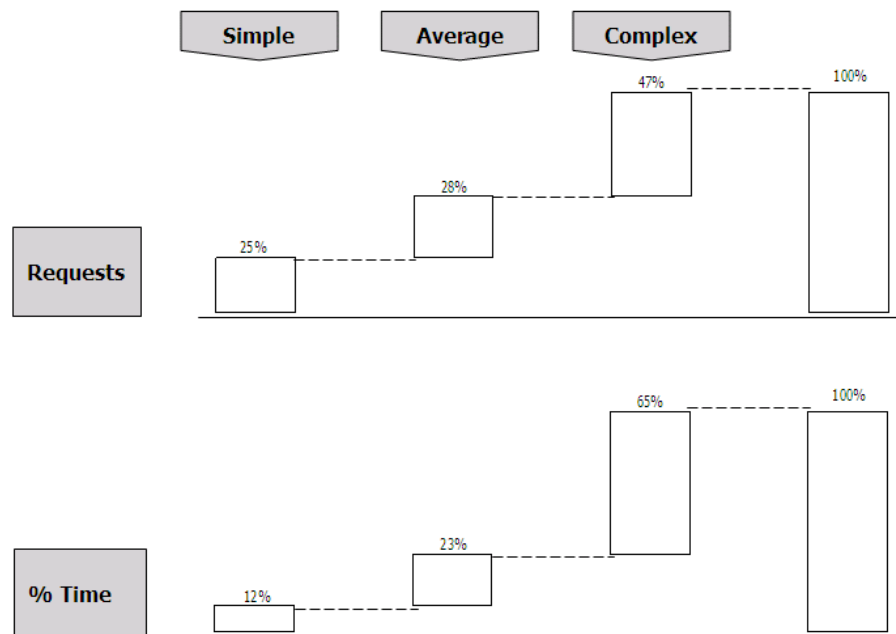 Simple
Average
Complex
47%
100%
28%
25%
Requests
65%
100%
23%
12%
% Time